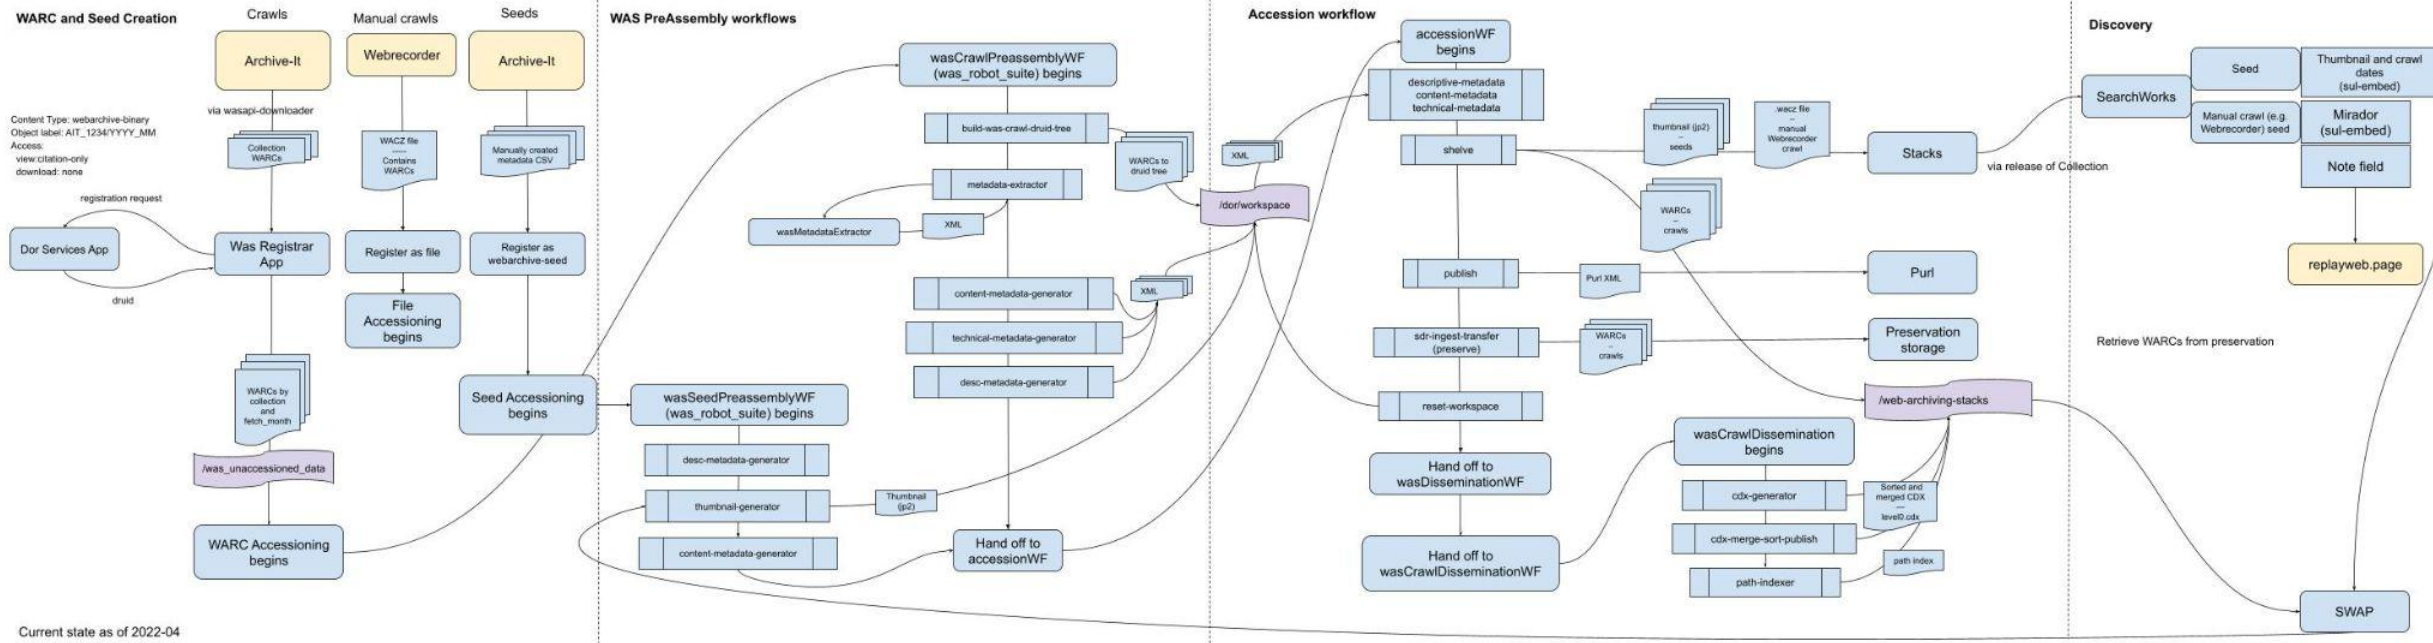 WARC and Seed Creation
Crawls
Manual crawls
Seeds
Archive-It
Webrecorder
Archive-It
via wasapi-downloader
Content Type: webarchive-binary
Object label: AIT_1234/YYYY_MM
Access:
view:citation-only
download: none
Collection
WARCs
WACZ file
----
Contains
WARCs
Manually created
metadata CSV
registration request
Dor Services App
druid
Was Registrar
App
Register as file
Register as
webarchive-seed
File
Accessioning
begins
WARCs by
collection
and
fetch_month
/was_unaccessioned_data
WARC Accessioning
begins
Seed Accessioning
begins
Current state as of 2022-04
WAS PreAssembly workflows
wasCrawlPreassemblyWF
(was_robot_suite) begins
build-was-crawl-druid-tree
WARCs to
druid tree
metadata-extractor
wasMetadataExtractor
XML
content-metadata-generator
XML
technical-metadata-generator
desc-metadata-generator
wasSeedPreassemblyWF
(was_robot_suite) begins
desc-metadata-generator
thumbnail-generator
Thumbnail
(jp2)
content-metadata-generator
Hand off to
accessionWF
Accession workflow
accessionWF
begins
descriptive-metadata
content-metadata
technical-metadata
XML
/dor/workspace
shelve
thumbnail (jp2)
–
seeds
.wacz file
–
manual
Webrecorder
crawl
Stacks
WARCs
–
crawls
publish
Purl XML
Purl
sdr-ingest-transfer
(preserve)
WARCs
–
crawls
Preservation
storage
reset-workspace
/web-archiving-stacks
Hand off to
wasDisseminationWF
Hand off to
wasCrawlDisseminationWF
wasCrawlDissemination
begins
cdx-generator
Sorted and
merged CDX
—
level0.cdx
cdx-merge-sort-publish
path index
path-indexer
Discovery
SearchWorks
Seed
Thumbnail and crawl
dates
(sul-embed)
Manual crawl (e.g.
Webrecorder) seed
Mirador
(sul-embed)
Note field
via release of Collection
replayweb.page
Retrieve WARCs from preservation
SWAP